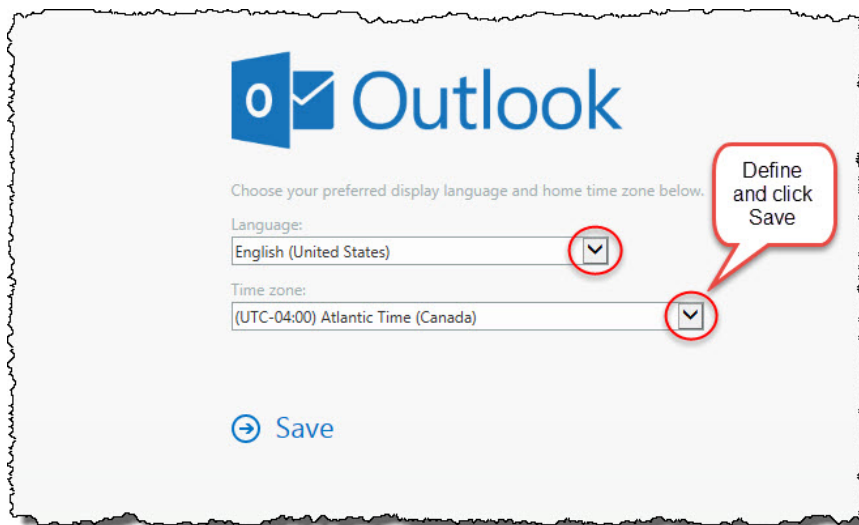 Outlook
Choose your preferred display language and home time zone below.
Define
and click
Save
Language:
English (United States)
Time zone:
(UTC-04:00) Atlantic Time (Canada)
Save